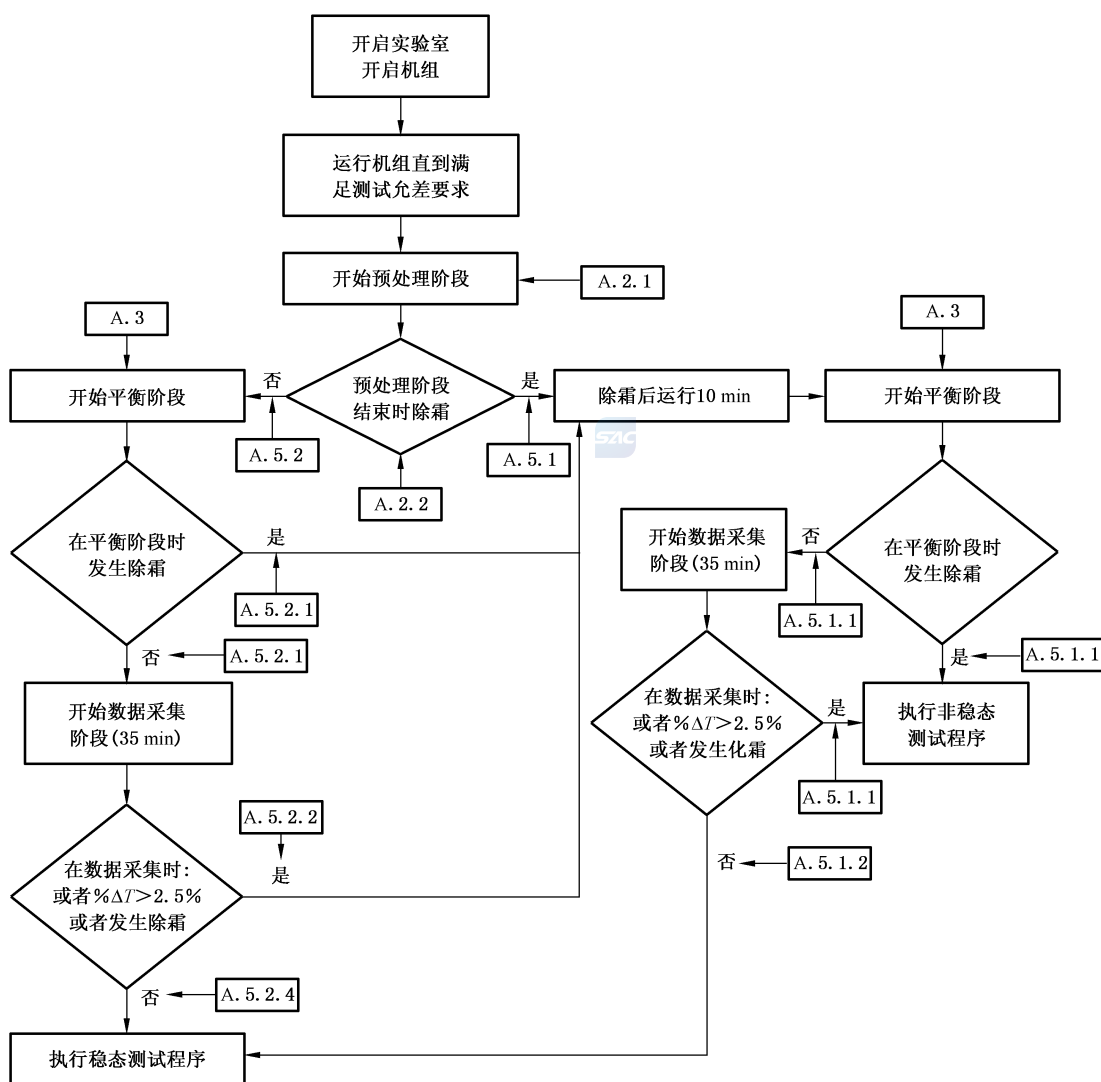 开启实验室
开启机组
运行机组直到满
足测试允差要求
开始预处理阶段
A.2.1
A.3
A.3
开始平衡阶段
否
预处理阶段
结束时除霜
是
除霜后运行10 min
开始平衡阶段
SAC
A.5.2
A.5.1
A.2.2
在平衡阶段时
发生除霜
是
A.5.2.1
开始数据采集
阶段(35 min)
否
在平衡阶段时
发生除霜
A.5.1.1
否
A.5.2.1
是
A.5.1.1
开始数据采集
阶段(35 min)
在数据采集时:
或者%ΔT>2.5%
或者发生化霜
是
执行非稳态
测试程序
A.5.1.1
A.5.2.2
是
在数据采集时:
或者%ΔT>2.5%
或者发生除霜
否
A.5.1.2
否
A.5.2.4
执行稳态测试程序